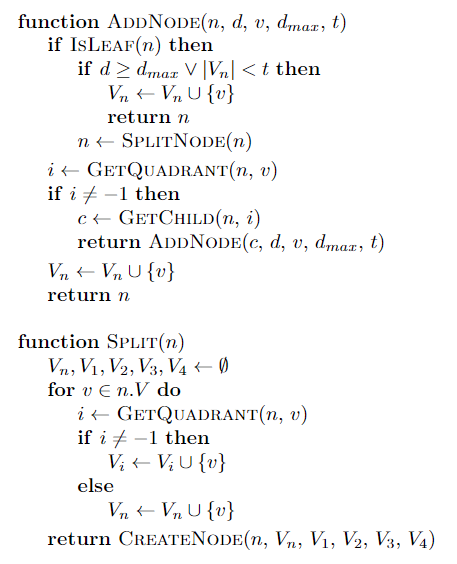 function AddNode(n, d, v, dmax, t)
if IsLeaf(n) then
if d ≥ dmax ∨ |Vn| < t then
Vn ← Vn ∪ {v}
return n
n ← SplitNode(n)
i ← GetQuadrant(n, v)
if i ≠ −1 then
c ← GetChild(n, i)
return AddNode(c, d, v, dmax, t)
Vn ← Vn ∪ {v}
return n
function Split(n)
Vn, V1, V2, V3, V4 ← ∅
for v ∈ n.V do
i ← GetQuadrant(n, v)
if i ≠ −1 then
Vi ← Vi ∪ {v}
else
Vn ← Vn ∪ {v}
return CreateNode(n, Vn, V1, V2, V3, V4)